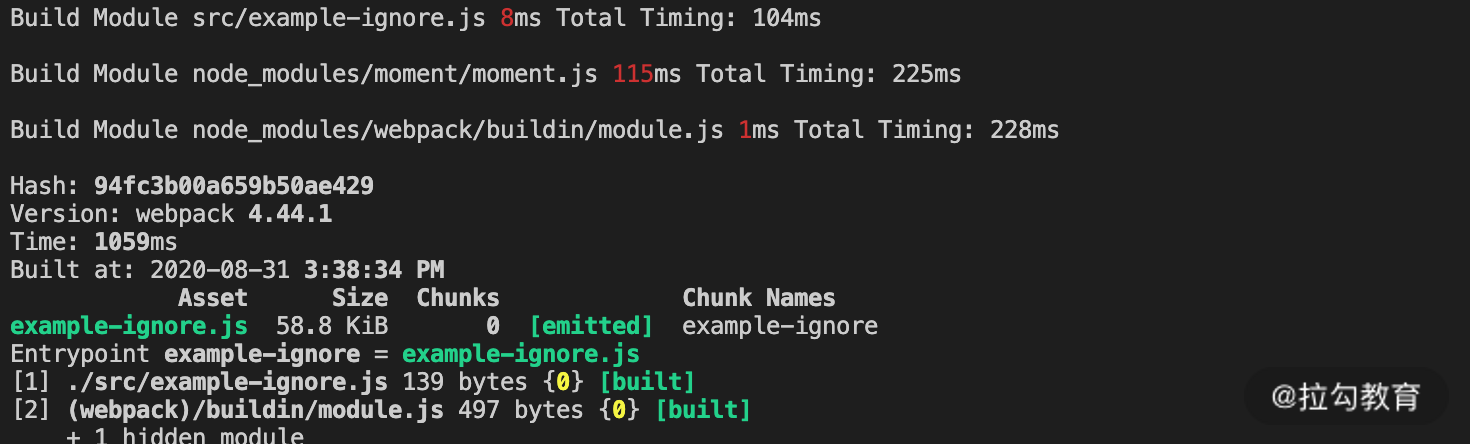 Build Module src/example-ignore.js 8ms Total Timing: 104ms
Build Module node_modules/moment/moment.js 115ms Total Timing: 225ms
Build Module node_modules/webpack/buildin/module.js 1ms Total Timing: 228ms
Hash: 94fc3b00a659b50ae429
Version: webpack 4.44.1
Time: 1059ms
Built at: 2020-08-31 3:38:34 PM
Asset Size Chunks Chunk Names
example-ignore.js 58.8 KiB 0 [emitted] example-ignore
Entrypoint example-ignore = example-ignore.js
[1] ./src/example-ignore.js 139 bytes {0} [built]
[2] (webpack)/buildin/module.js 497 bytes {0} [built]
+ 1 hidden module
@拉勾教育